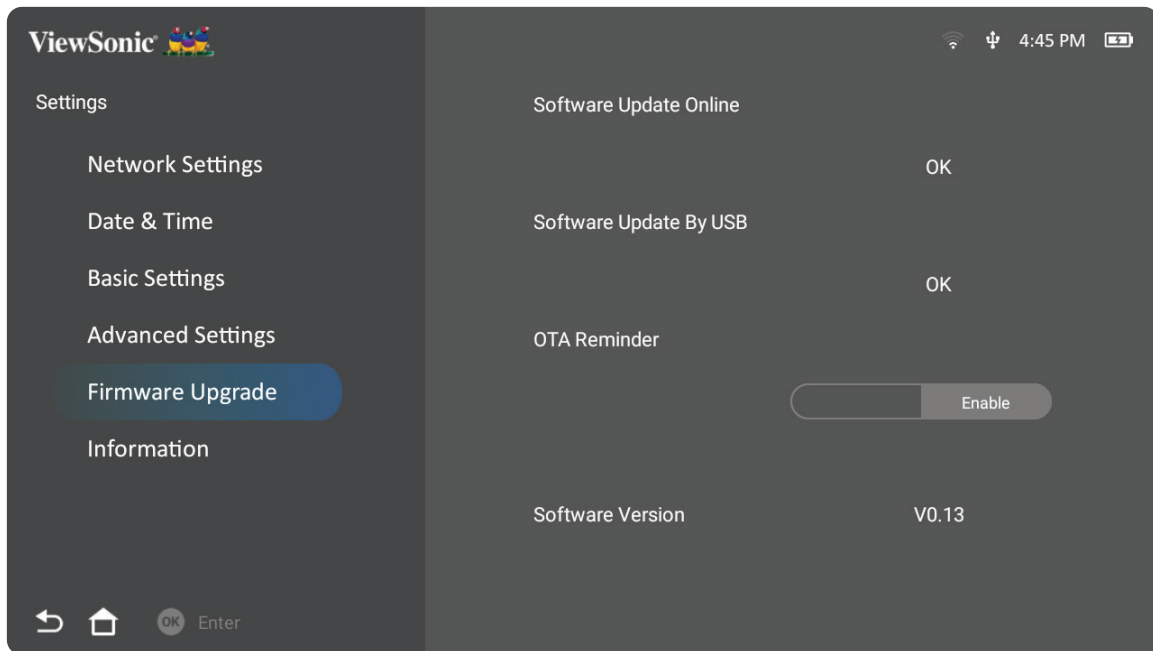 ViewSonic®
4:45 PM
Settings
Network Settings
Date & Time
Basic Settings
Advanced Settings
Firmware Upgrade
Information
OK Enter
Software Update Online
OK
Software Update By USB
OK
OTA Reminder
Enable
Software Version V0.13